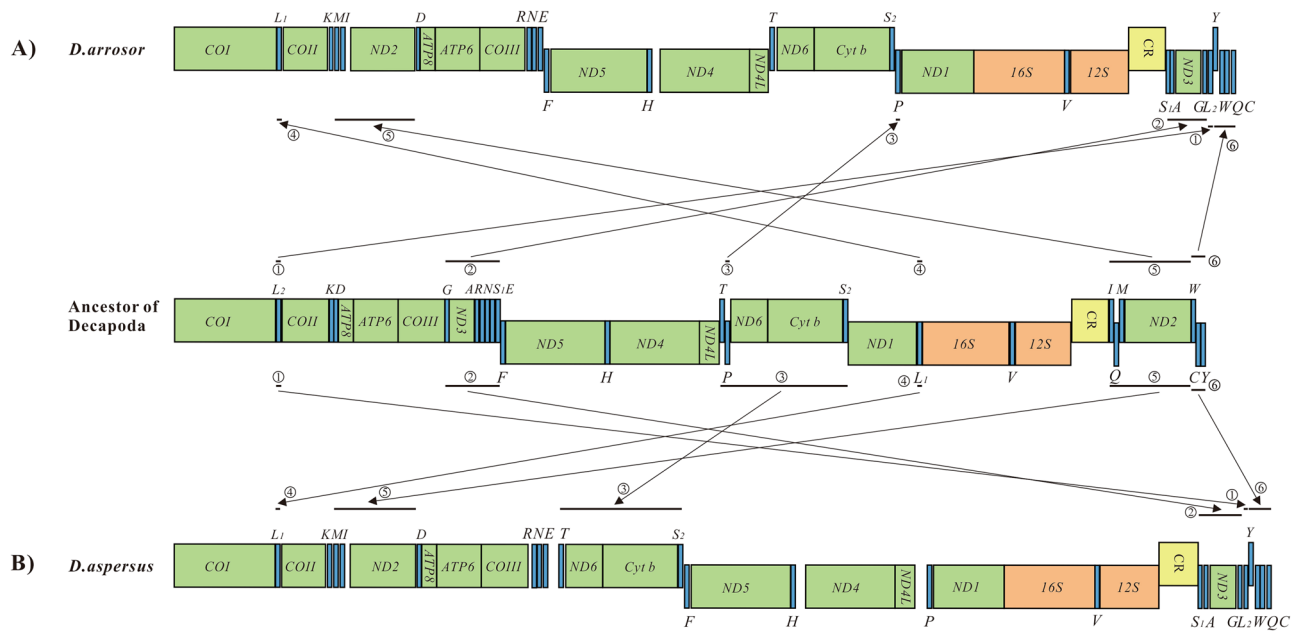 L1 KMI D RNE T S2 Y
A) D.arrosor COI COII ND2 ATP8 ATP6 COIII ND5 ND4 ND4L ND6 Cyt b ND1 16S 12S CR ND3
F H P V S1A GL2WQC
④ ⑤ ③ ② ① ⑥
① ② ③ ④ ⑤ ⑥
L2 KD G ARNS1E T S2 I M W
Ancestor of
Decapoda
COI COII ATP8 ATP6 COIII ND3 ND5 ND4 ND4L ND6 Cyt b ND1 16S 12S CR ND2
F H P L1 V Q CY
① ② ③ ④ ⑤ ⑥
④ ⑤ ③ ② ① ⑥
L1 KMI D RNE T S2 Y
B) D.aspersus COI COII ND2 ATP8 ATP6 COIII ND6 Cyt b ND5 ND4 ND4L ND1 16S 12S CR ND3
F H P V S1A GL2WQC